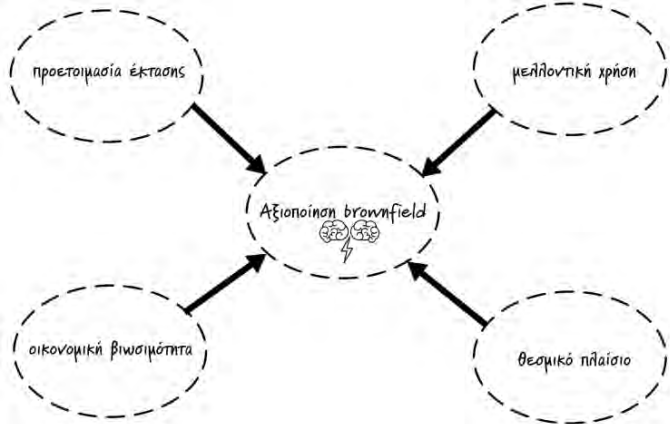 προετοιμασία έκτασης
μελλοντική χρήση
Αξιοποίηση brownfield
οικονομική βιωσιμότητα
θεσμικό πλαίσιο